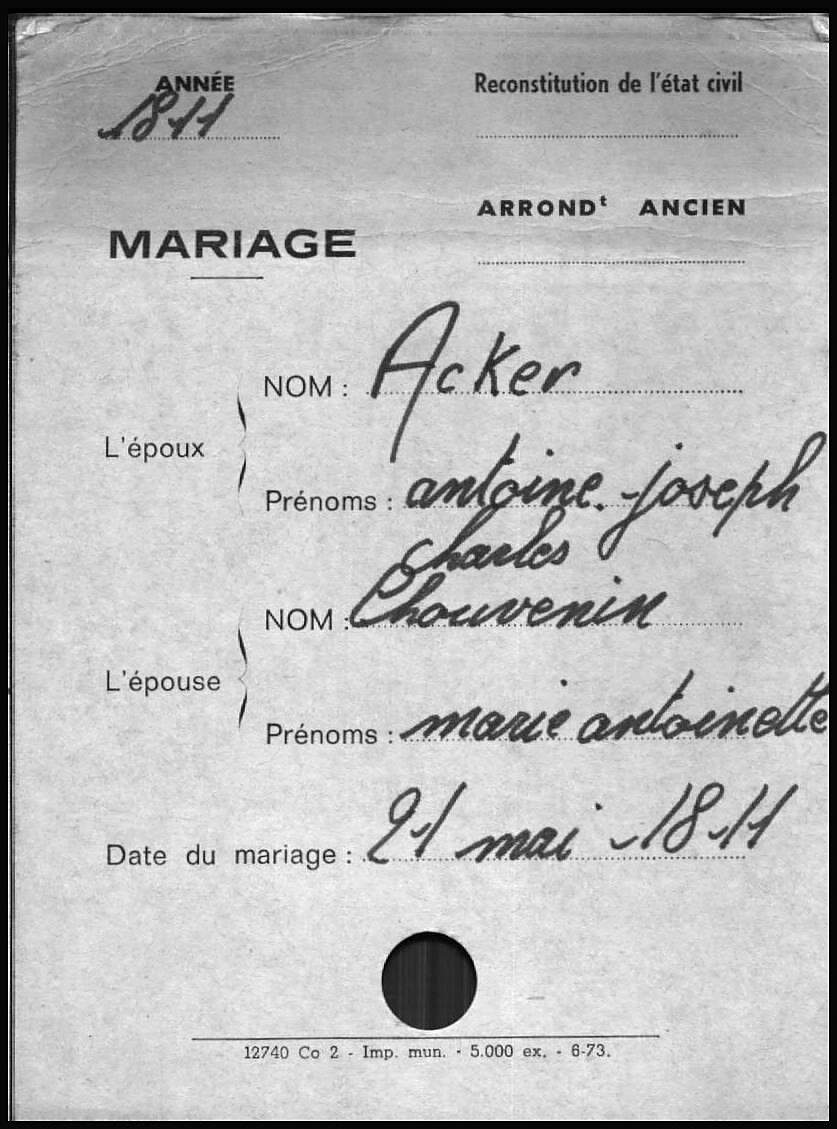 ANNÉE
1811
Reconstitution de l'état civil
ARRONDᵗ ANCIEN
MARIAGE
L'époux
NOM : Acker
Prénoms : antoine. joseph
charles
L'épouse
NOM : Chouvenin
Prénoms : marie antoinette
Date du mariage : 21 mai 1811
12740 Co 2 - Imp. mun. - 5.000 ex. - 6-73.